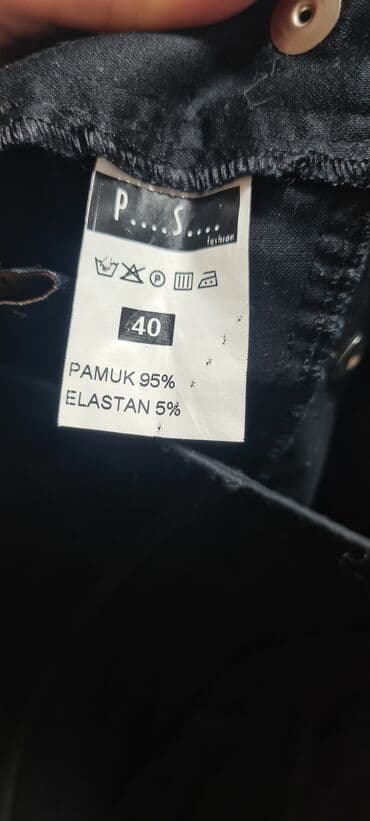 P....S....
fashion
P
40
PAMUK 95%
ELASTAN 5%